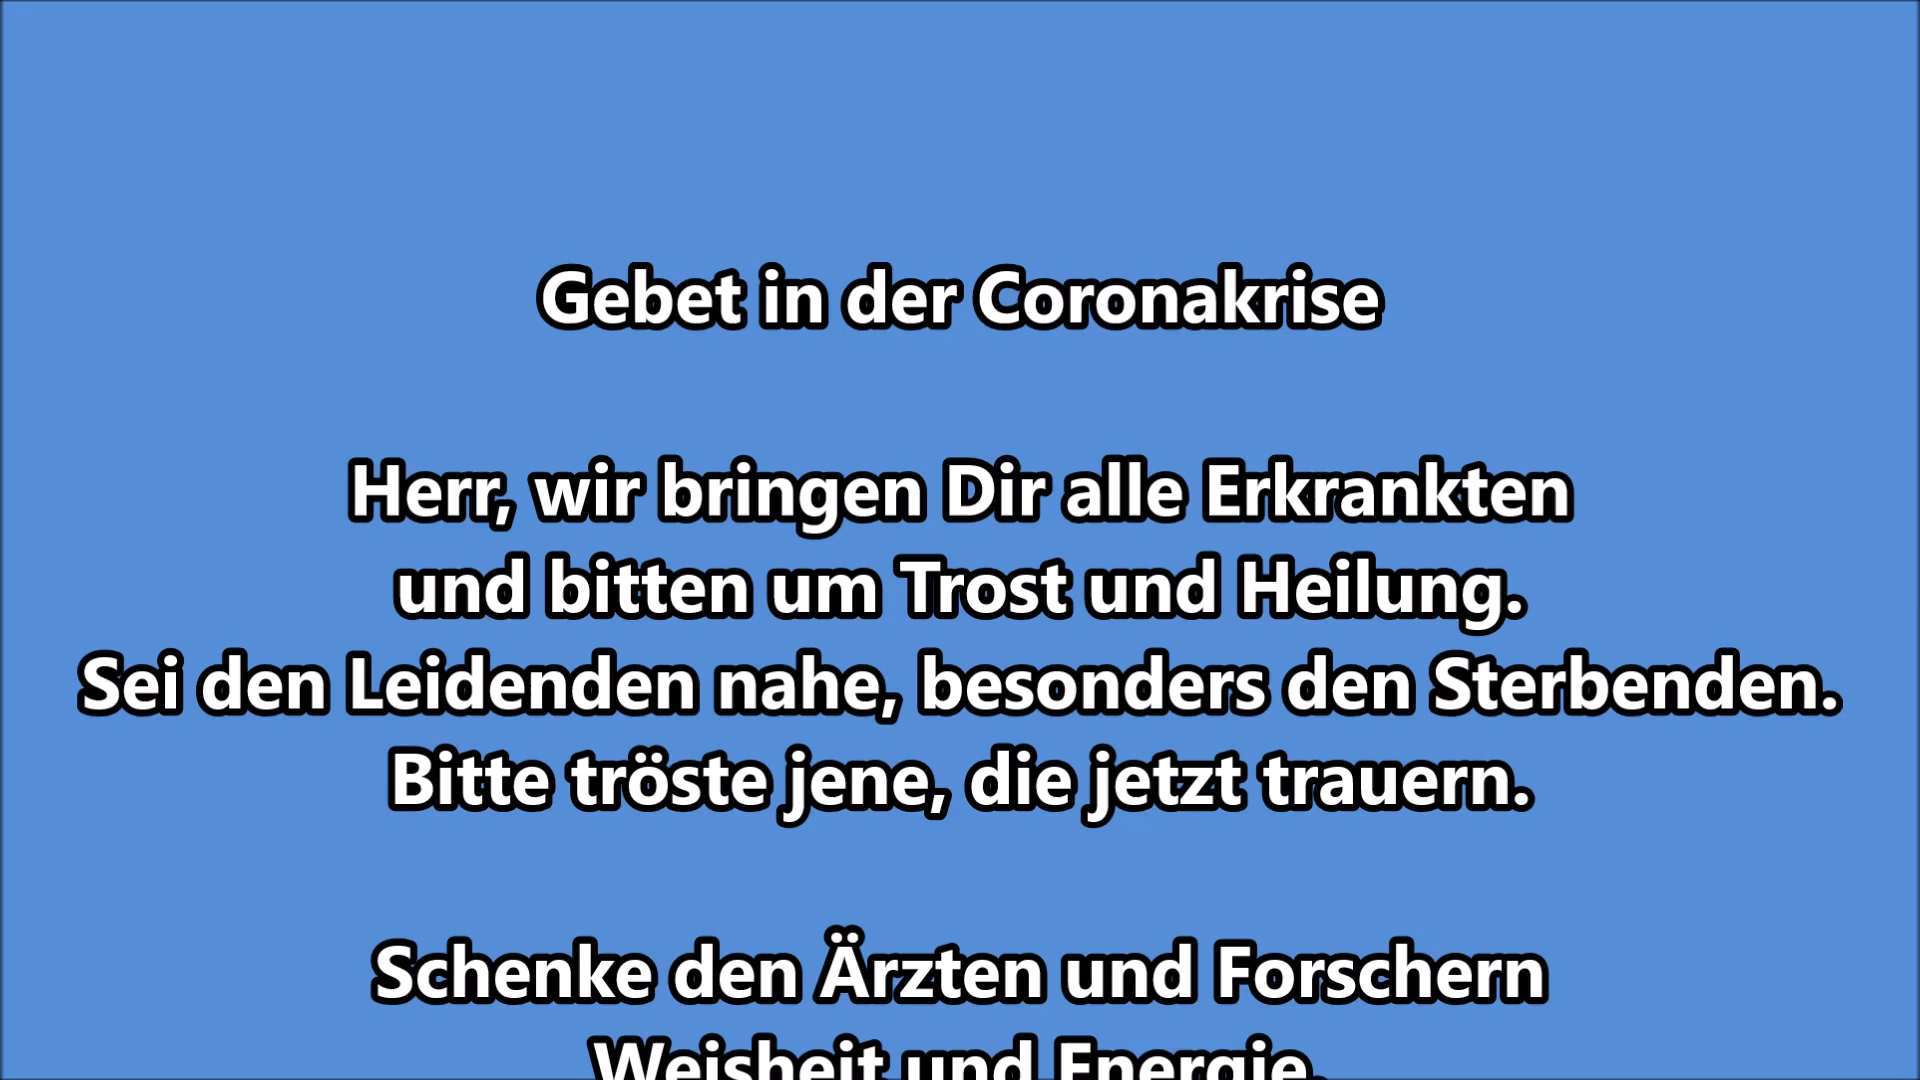 Gebet in der Coronakrise
Herr, wir bringen Dir alle Erkrankten
und bitten um Trost und Heilung.
Sei den Leidenden nahe, besonders den Sterbenden.
Bitte tröste jene, die jetzt trauern.
Schenke den Ärzten und Forschern
Weisheit und Energie.